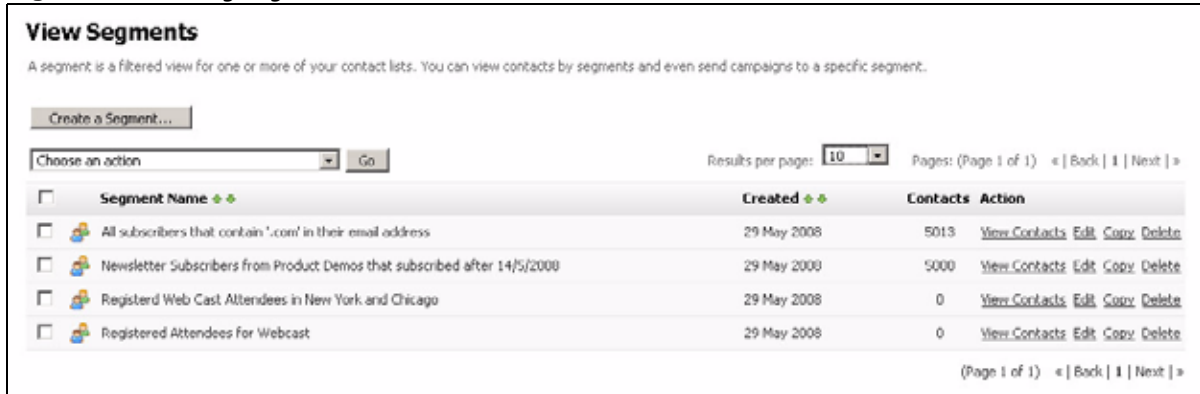 View Segments
A segment is a filtered view for one or more of your contact lists. You can view contacts by segments and even send campaigns to a specific segment.
Create a Segment...
Choose an action Go Results per page: 10 Pages: (Page 1 of 1) « | Back | 1 | Next | »
Segment Name Created Contacts Action
All subscribers that contain '.com' in their email address 29 May 2008 5013 View Contacts Edit Copy Delete
Newsletter Subscribers from Product Demos that subscribed after 14/5/2008 29 May 2008 5000 View Contacts Edit Copy Delete
Registerd Web Cast Attendees in New York and Chicago 29 May 2008 0 View Contacts Edit Copy Delete
Registered Attendees for Webcast 29 May 2008 0 View Contacts Edit Copy Delete
(Page 1 of 1) « | Back | 1 | Next | »